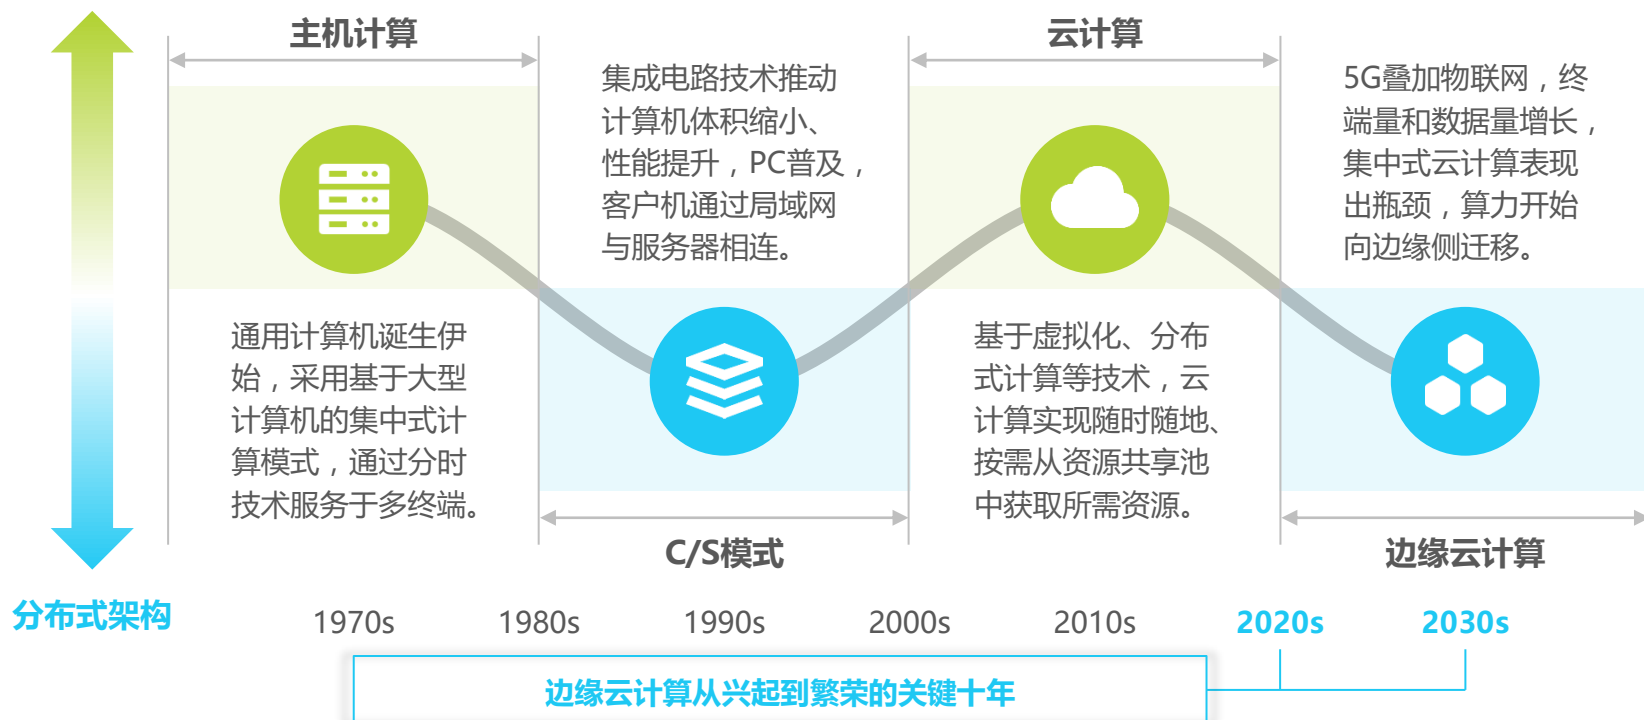 主机计算
云计算
集成电路技术推动
计算机体积缩小、
性能提升，PC普及，
客户机通过局域网
与服务器相连。
5G叠加物联网，终
端量和数据量增长，
集中式云计算表现
出瓶颈，算力开始
向边缘侧迁移。
通用计算机诞生伊
始，采用基于大型
计算机的集中式计
算模式，通过分时
技术服务于多终端。
基于虚拟化、分布
式计算等技术，云
计算实现随时随地、
按需从资源共享池
中获取所需资源。
C/S模式
边缘云计算
分布式架构
1970s 1980s 1990s 2000s 2010s 2020s 2030s
边缘云计算从兴起到繁荣的关键十年